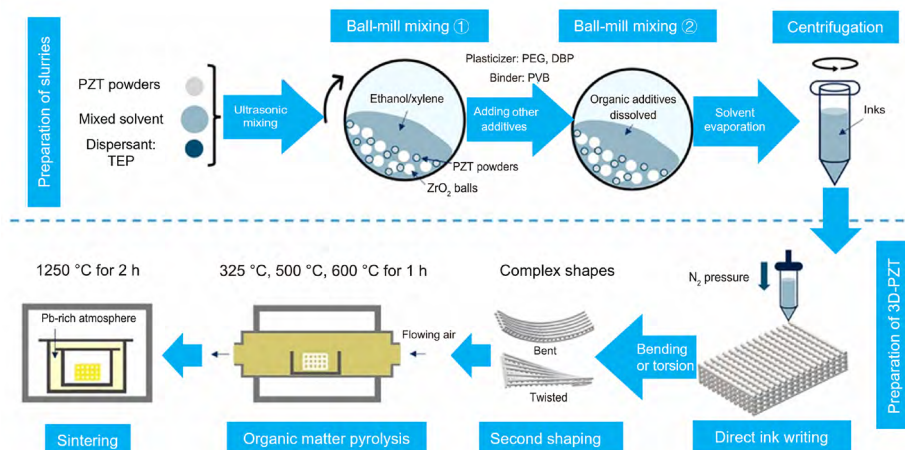 Preparation of slurries
PZT powders
Mixed solvent
Dispersant:
TEP
Ultrasonic
mixing
Ball-mill mixing ①
Ethanol/xylene
PZT powders
ZrO₂ balls
Plasticizer: PEG, DBP
Binder: PVB
Adding other
additives
Ball-mill mixing ②
Organic additives
dissolved
Solvent
evaporation
Centrifugation
Inks
Preparation of 3D-PZT
N₂ pressure
Direct ink writing
Bending
or torsion
Complex shapes
Bent
Twisted
Second shaping
325 °C, 500 °C, 600 °C for 1 h
Flowing air
Organic matter pyrolysis
1250 °C for 2 h
Pb-rich atmosphere
Sintering